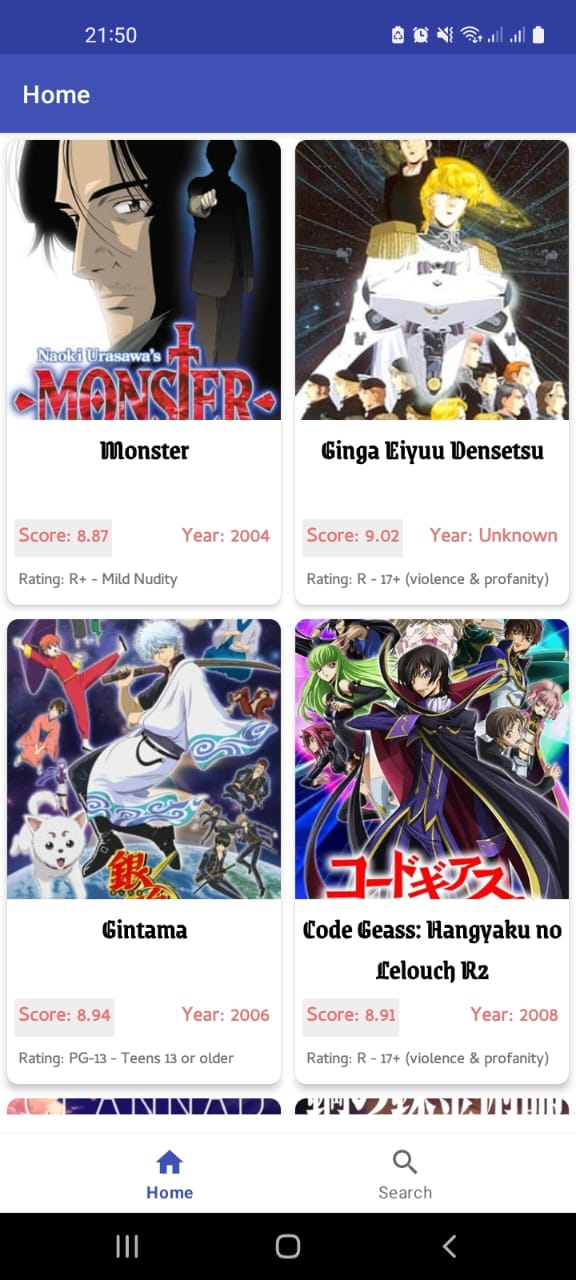 21:50
Home
Naoki Urasawa's
MONSTER
Monster
Ginga Eiyuu Densetsu
Score: 8.87
Year: 2004
Score: 9.02
Year: Unknown
Rating: R+ - Mild Nudity
Rating: R - 17+ (violence & profanity)
コードギアス
Gintama
Code Geass: Hangyaku no
Lelouch R2
Score: 8.94
Year: 2006
Score: 8.91
Year: 2008
Rating: PG-13 - Teens 13 or older
Rating: R - 17+ (violence & profanity)
Home
Search